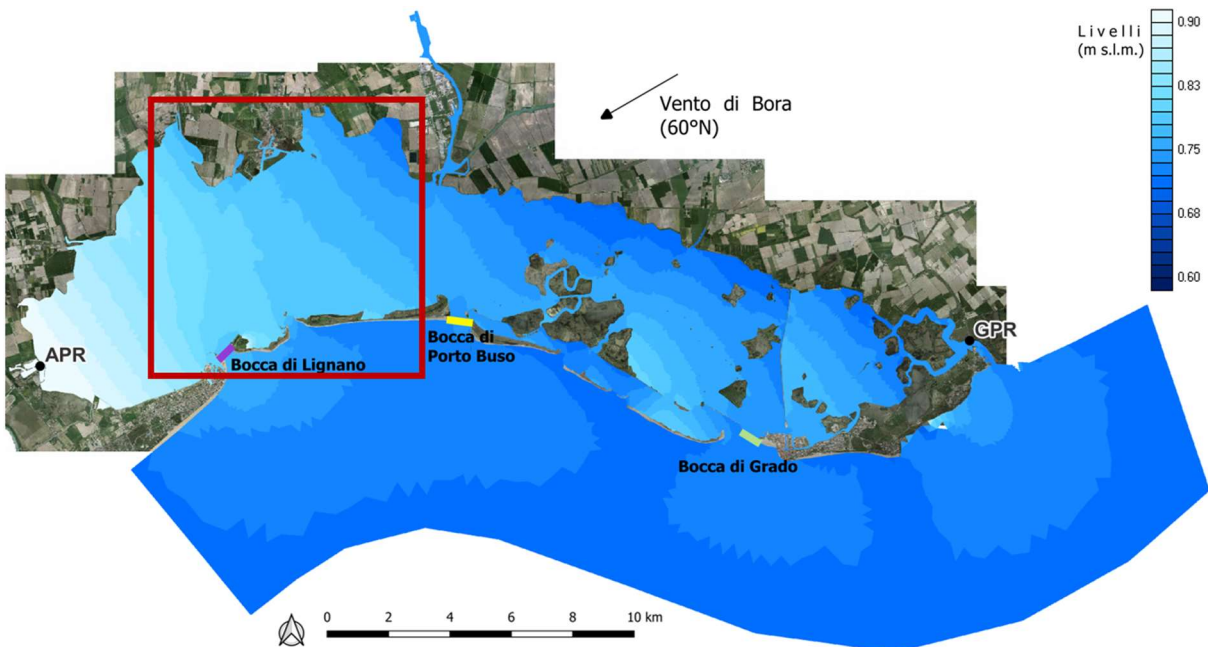 Livelli
(m s.l.m.)
0.90
0.83
0.75
0.68
0.60
Vento di Bora
(60°N)
APR
GPR
Bocca di Lignano
Bocca di
Porto Buso
Bocca di Grado
0 2 4 6 8 10 km